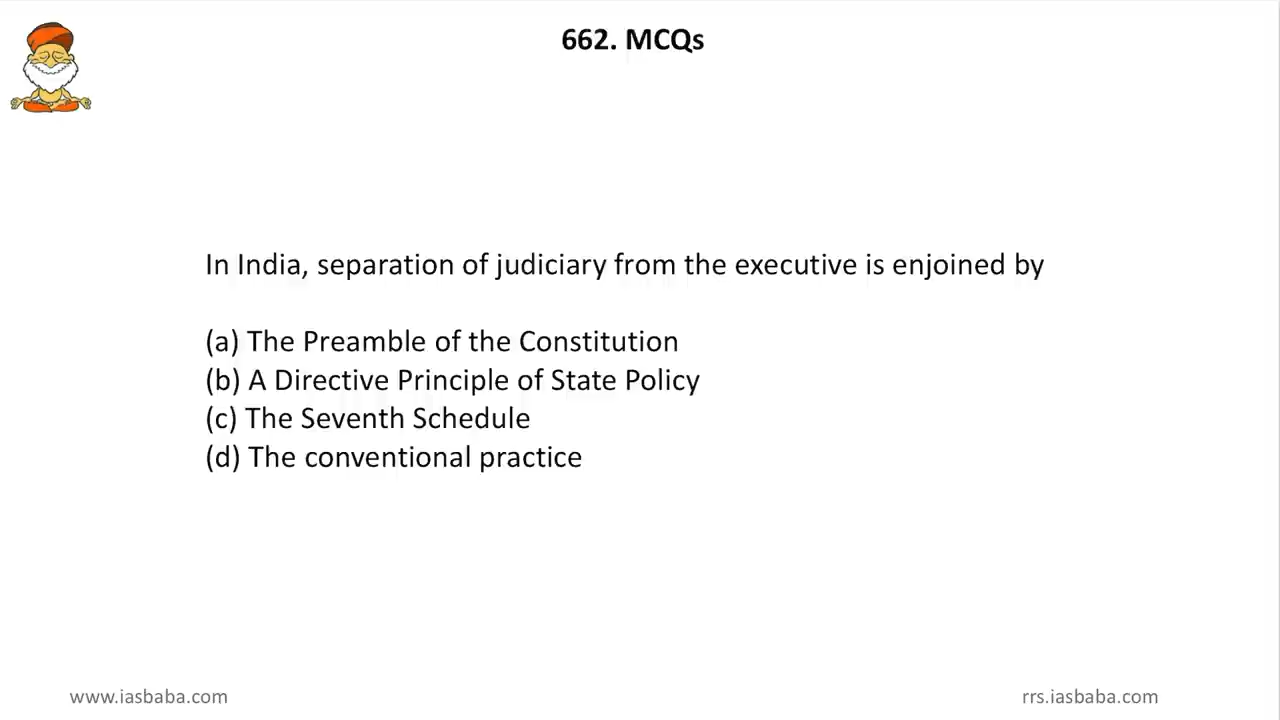 662. MCQs
In India, separation of judiciary from the executive is enjoined by
(a) The Preamble of the Constitution
(b) A Directive Principle of State Policy
(c) The Seventh Schedule
(d) The conventional practice
www.iasbaba.com
rrs.iasbaba.com